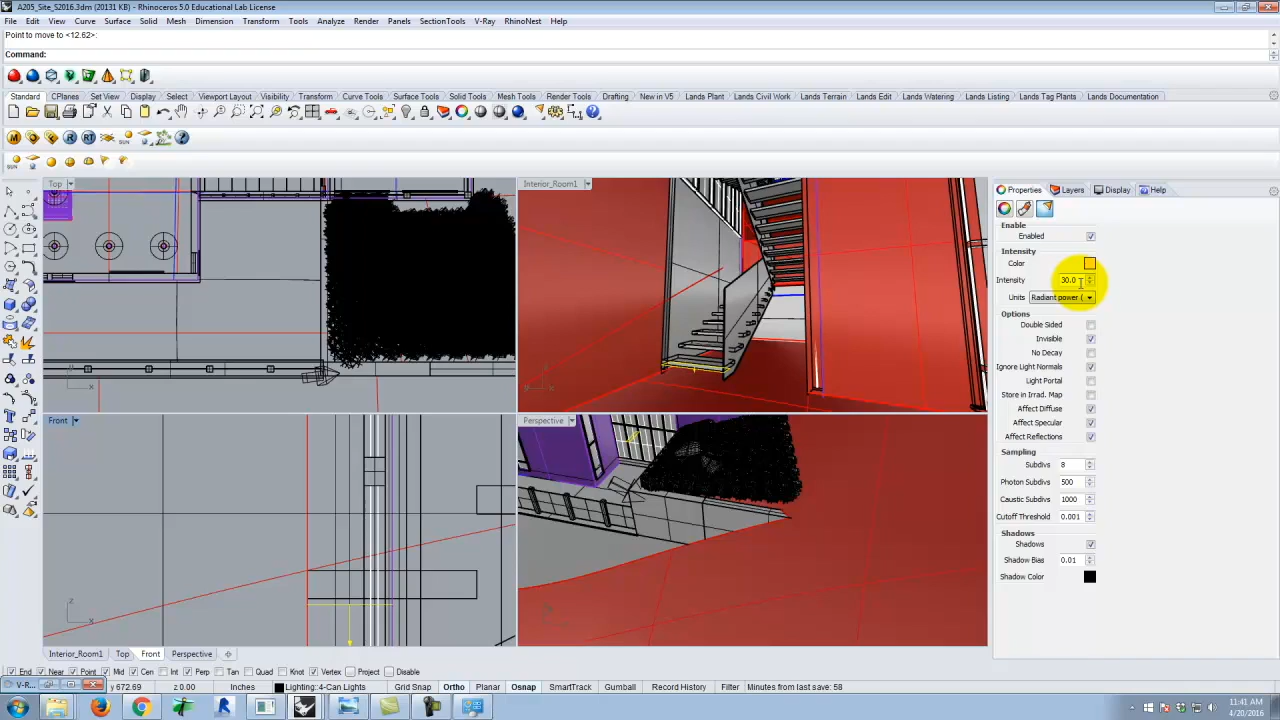 A205_Site_S2016.3dm (20131 KB) - Rhinoceros 5.0 Educational Lab License
File Edit View Curve Surface Solid Mesh Dimension Transform Tools Analyze Render Panels SectionTools V-Ray RhinoNest Help
Point to move to <12.62>:
Command:
Standard CPlanes Set View Display Select Viewport Layout Visibility Transform Curve Tools Surface Tools Solid Tools Mesh Tools Render Tools Drafting New in V5 Lands Plant Lands Civil Work Lands Terrain Lands Edit Lands Watering Lands Listing Lands Tag Plants Lands Documentation
Top
Interior_Room1
Properties Layers Display Help
Enable
Enabled
Intensity
Color
Intensity 30.0
Units Radiant power (
Options
Double Sided
Invisible
No Decay
Ignore Light Normals
Light Portal
Store in Irrad. Map
Affect Diffuse
Affect Specular
Affect Reflections
Sampling
Subdivs 8
Photon Subdivs 500
Caustic Subdivs 1000
Cutoff Threshold 0.001
Shadows
Shadows
Shadow Bias 0.01
Shadow Color
Front
Perspective
Interior_Room1 Top Front Perspective
End Near Point Mid Cen Int Perp Tan Quad Knot Vertex Project Disable
V-R... y 672.69 z 0.00 Inches Lighting::4-Can Lights Grid Snap Ortho Planar Osnap SmartTrack Gumball Record History Filter Minutes from last save: 58
11:41 AM
4/20/2016